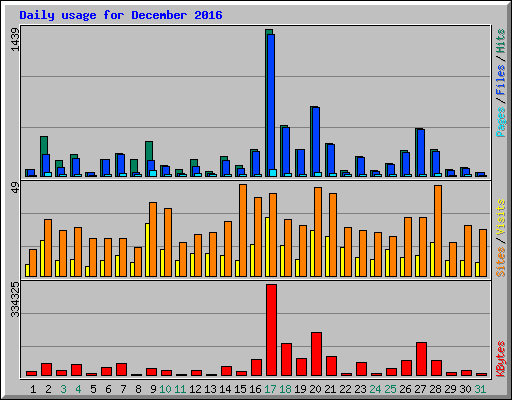 Daily usage for December 2016
1439
Pages / Files / Hits
49
Sites / Visits
334325
KBytes
1 2 3 4 5 6 7 8 9 10 11 12 13 14 15 16 17 18 19 20 21 22 23 24 25 26 27 28 29 30 31